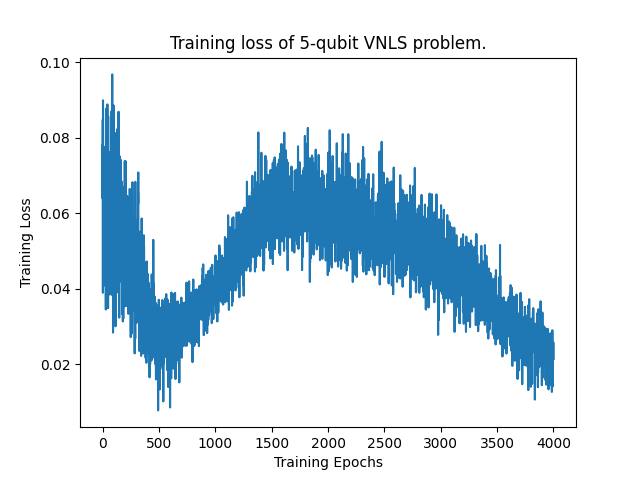 Training loss of 5-qubit VNLS problem.
0.10
0.08
0.06
0.04
0.02
Training Loss
0 500 1000 1500 2000 2500 3000 3500 4000
Training Epochs